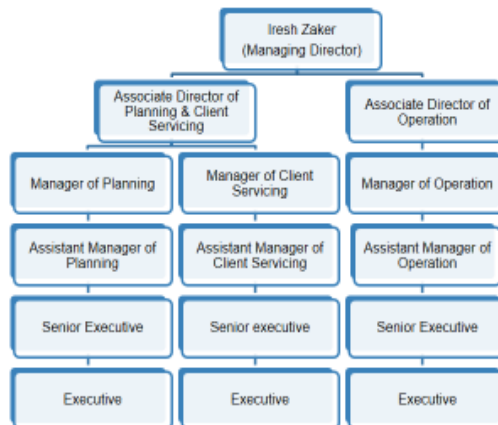 Iresh Zaker
(Managing Director)
Associate Director of
Planning & Client
Servicing
Associate Director of
Operation
Manager of Planning
Manager of Client
Servicing
Manager of Operation
Assistant Manager of
Planning
Assistant Manager of
Client Servicing
Assistant Manager of
Operation
Senior Executive
Senior executive
Senior Executive
Executive
Executive
Executive